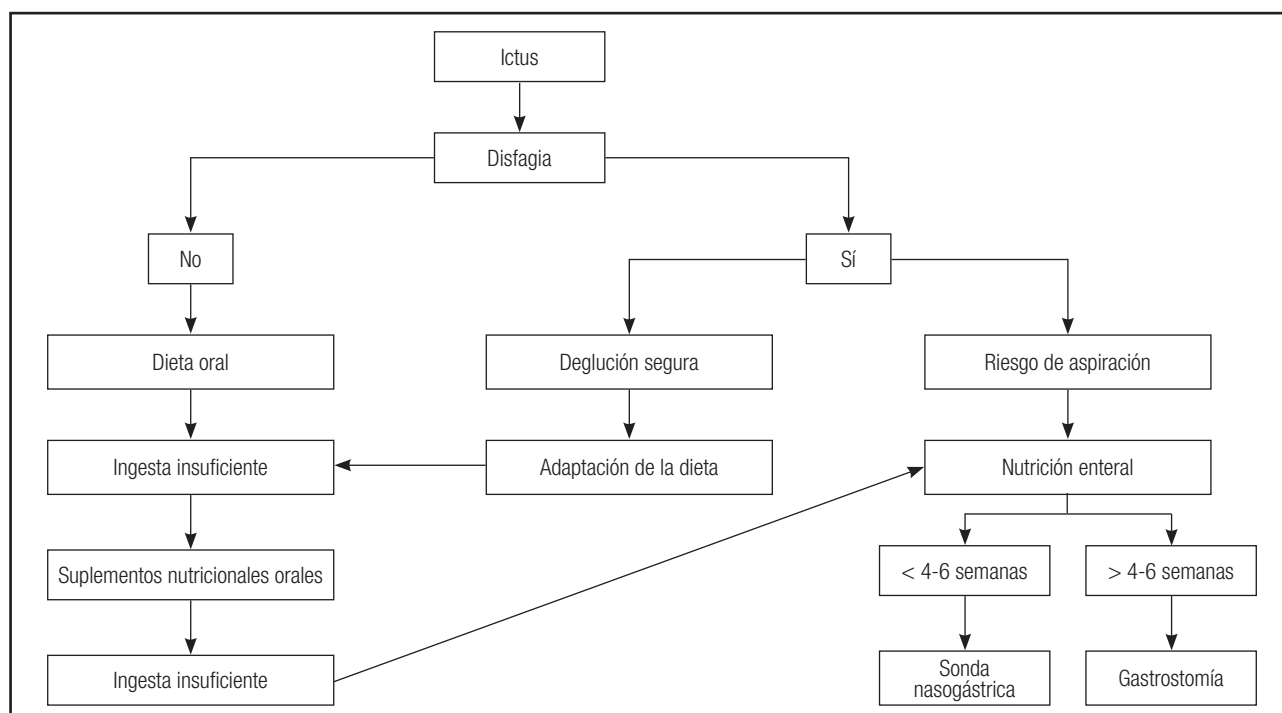 Ictus
Disfagia
No
Sí
Dieta oral
Deglución segura
Riesgo de aspiración
Ingesta insuficiente
Adaptación de la dieta
Nutrición enteral
Suplementos nutricionales orales
< 4-6 semanas
> 4-6 semanas
Ingesta insuficiente
Sonda
nasogástrica
Gastrostomía